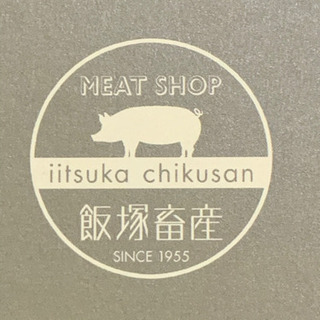 MEAT SHOP
iitsuka chikusan
飯塚畜産
SINCE 1955